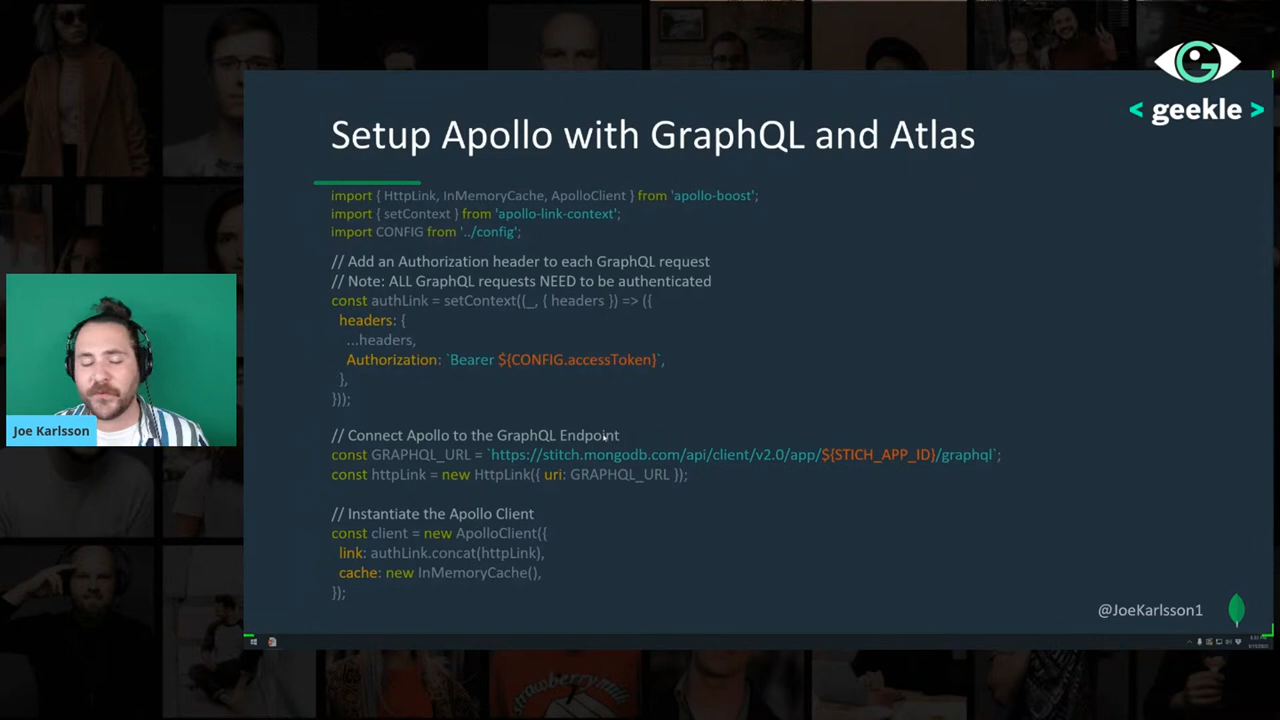 < geekle >
Setup Apollo with GraphQL and Atlas
import { HttpLink, InMemoryCache, ApolloClient } from 'apollo-boost';
import { setContext } from 'apollo-link-context';
import CONFIG from '../config';
// Add an Authorization header to each GraphQL request
// Note: ALL GraphQL requests NEED to be authenticated
const authLink = setContext((_, { headers }) => ({
headers: {
...headers,
Authorization: `Bearer ${CONFIG.accessToken}`,
},
}));
// Connect Apollo to the GraphQL Endpoint
const GRAPHQL_URL = `https://stitch.mongodb.com/api/client/v2.0/app/${STICH_APP_ID}/graphql`;
const httpLink = new HttpLink({ uri: GRAPHQL_URL });
// Instantiate the Apollo Client
const client = new ApolloClient({
link: authLink.concat(httpLink),
cache: new InMemoryCache(),
});
@JoeKarlsson1
Joe Karlsson